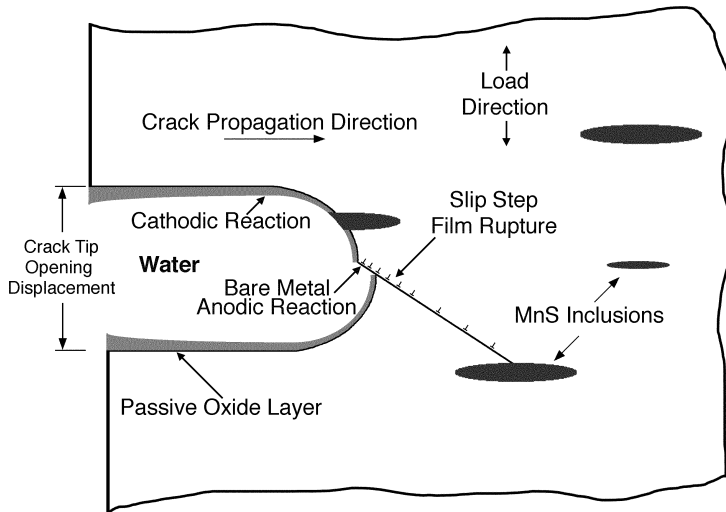 Load
Direction
Crack Propagation Direction
Slip Step
Film Rupture
Cathodic Reaction
Crack Tip
Opening
Displacement
Water
Bare Metal
Anodic Reaction
MnS Inclusions
Passive Oxide Layer